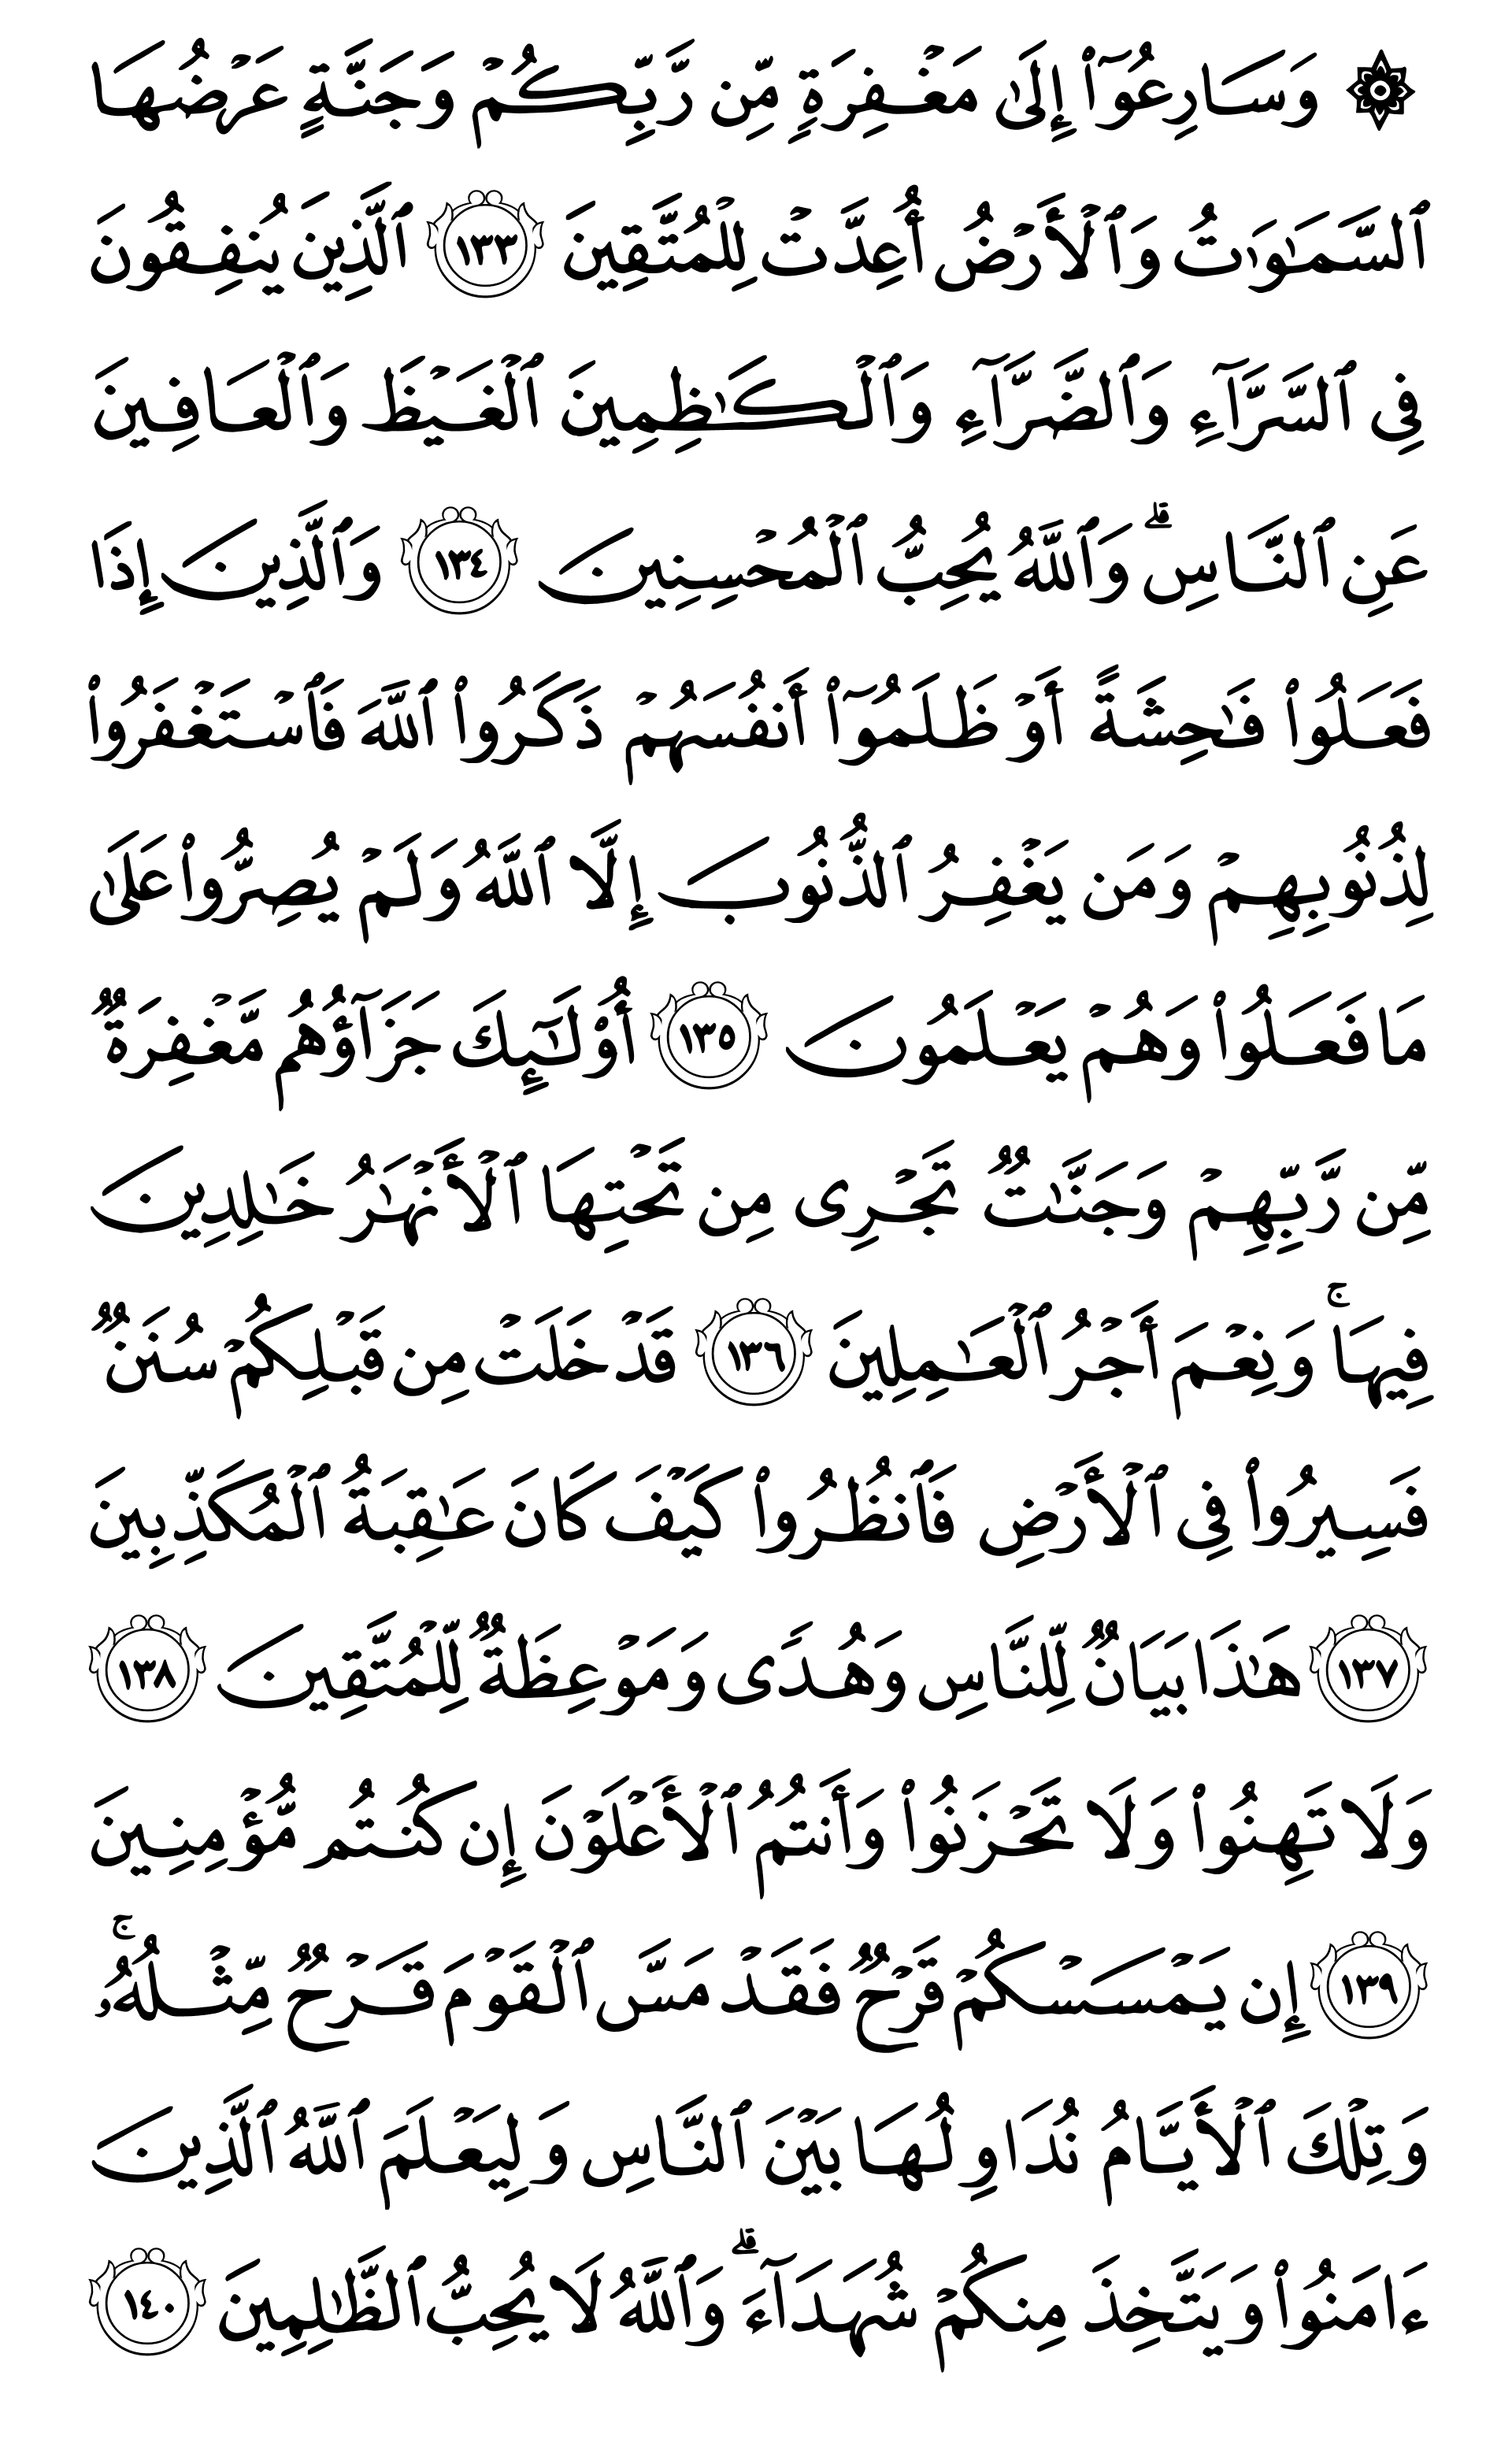 ۞ وَسَارِعُوٓا۟ إِلَىٰ مَغْفِرَةٍ مِّن رَّبِّكُمْ وَجَنَّةٍ عَرْضُهَا
ٱلسَّمَـٰوَٰتُ وَٱلْأَرْضُ أُعِدَّتْ لِلْمُتَّقِينَ ١٣٣ ٱلَّذِينَ يُنفِقُونَ
فِى ٱلسَّرَّآءِ وَٱلضَّرَّآءِ وَٱلْكَـٰظِمِينَ ٱلْغَيْظَ وَٱلْعَافِينَ
عَنِ ٱلنَّاسِ ۗ وَٱللَّهُ يُحِبُّ ٱلْمُحْسِنِينَ ١٣٤ وَٱلَّذِينَ إِذَا
فَعَلُوا۟ فَـٰحِشَةً أَوْ ظَلَمُوٓا۟ أَنفُسَهُمْ ذَكَرُوا۟ ٱللَّهَ فَٱسْتَغْفَرُوا۟
لِذُنُوبِهِمْ وَمَن يَغْفِرُ ٱلذُّنُوبَ إِلَّا ٱللَّهُ وَلَمْ يُصِرُّوا۟ عَلَىٰ
مَا فَعَلُوا۟ وَهُمْ يَعْلَمُونَ ١٣٥ أُو۟لَـٰٓئِكَ جَزَآؤُهُم مَّغْفِرَةٌ
مِّن رَّبِّهِمْ وَجَنَّـٰتٌ تَجْرِى مِن تَحْتِهَا ٱلْأَنْهَـٰرُ خَـٰلِدِينَ
فِيهَا ۚ وَنِعْمَ أَجْرُ ٱلْعَـٰمِلِينَ ١٣٦ قَدْ خَلَتْ مِن قَبْلِكُمْ سُنَنٌ
فَسِيرُوا۟ فِى ٱلْأَرْضِ فَٱنظُرُوا۟ كَيْفَ كَانَ عَـٰقِبَةُ ٱلْمُكَذِّبِينَ
١٣٧ هَـٰذَا بَيَانٌ لِّلنَّاسِ وَهُدًى وَمَوْعِظَةٌ لِّلْمُتَّقِينَ ١٣٨
وَلَا تَهِنُوا۟ وَلَا تَحْزَنُوا۟ وَأَنتُمُ ٱلْأَعْلَوْنَ إِن كُنتُم مُّؤْمِنِينَ
١٣٩ إِن يَمْسَسْكُمْ قَرْحٌ فَقَدْ مَسَّ ٱلْقَوْمَ قَرْحٌ مِّثْلُهُۥ ۚ
وَتِلْكَ ٱلْأَيَّامُ نُدَاوِلُهَا بَيْنَ ٱلنَّاسِ وَلِيَعْلَمَ ٱللَّهُ ٱلَّذِينَ
ءَامَنُوا۟ وَيَتَّخِذَ مِنكُمْ شُهَدَآءَ ۗ وَٱللَّهُ لَا يُحِبُّ ٱلظَّـٰلِمِينَ ١٤٠